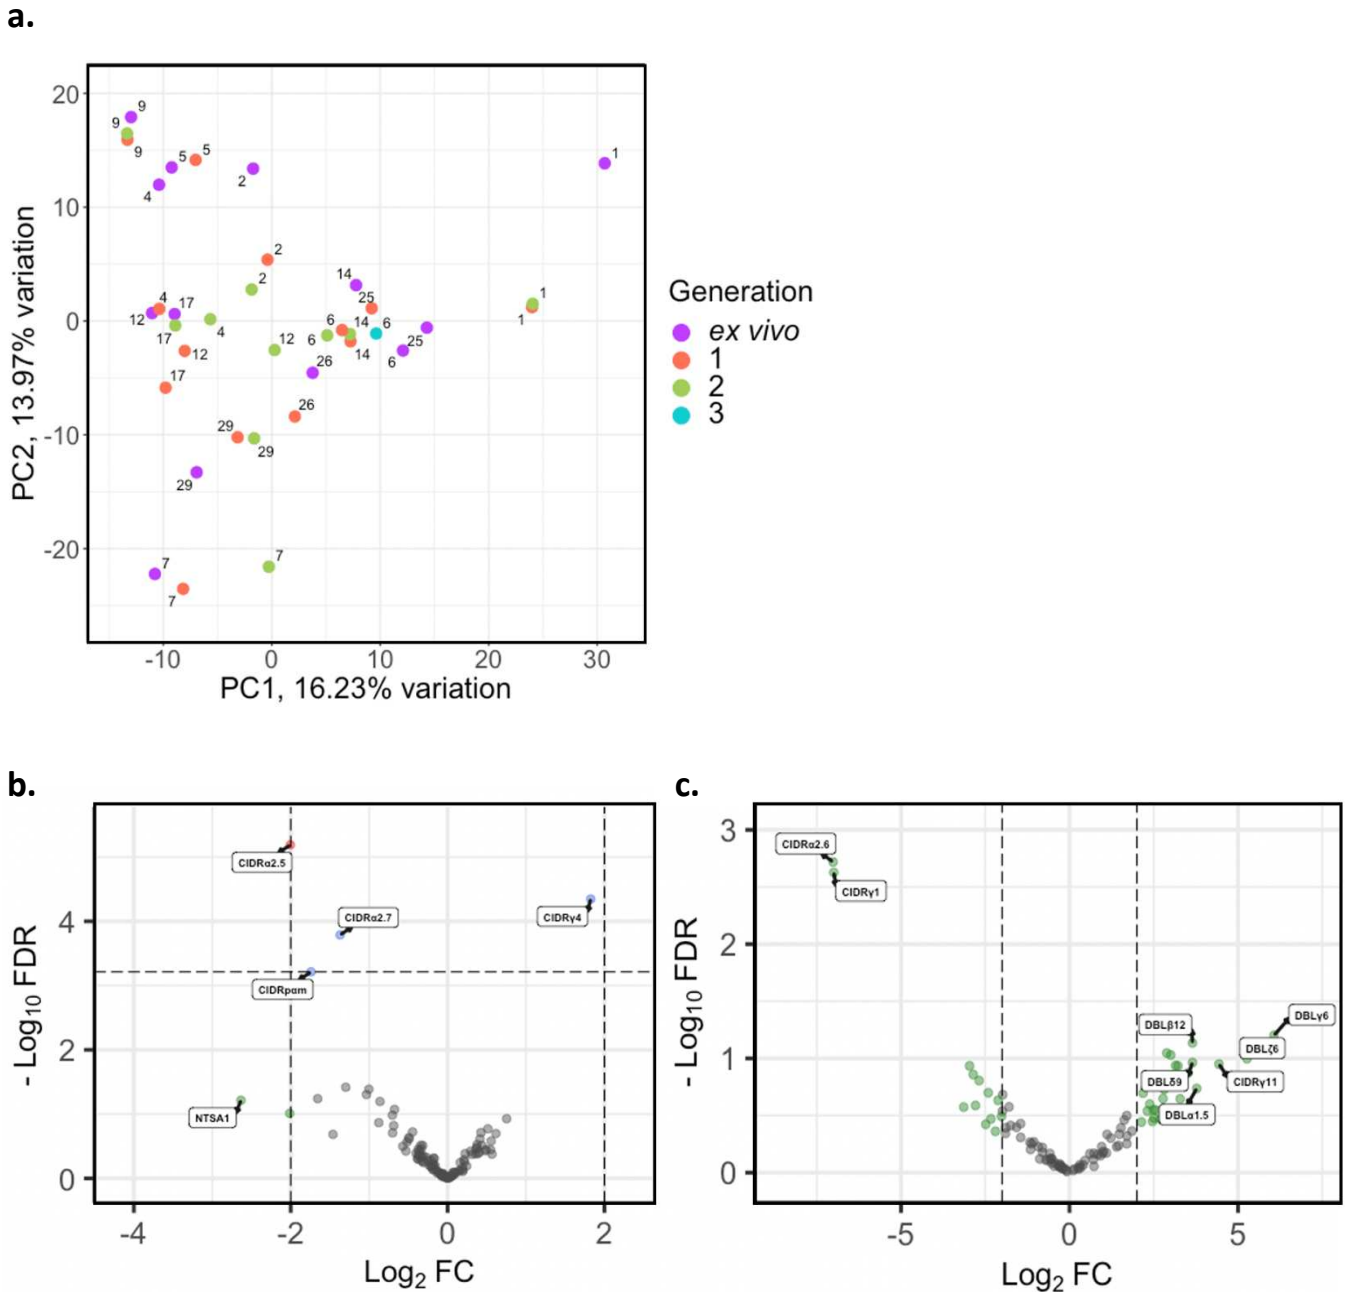 a.
20
10
0
-10
-20
PC2, 13.97% variation
9
9
9
5
5
4
2
1
2
2
14
25
4
17
12
17
4
12
6
14
6
1
1
12
14
25
6
26
17
26
29
29
29
7
7
7
-10
0
10
20
30
PC1, 16.23% variation
Generation
ex vivo
1
2
3
b.
4
2
0
- Log10 FDR
CIDRα2.5
CIDRα2.7
CIDRγ4
CIDRpαm
NTSA1
-4
-2
0
2
Log2 FC
c.
3
2
1
0
- Log10 FDR
CIDRα2.6
CIDRγ1
DBLβ12
DBLγ6
DBLζ6
DBLδ9
CIDRγ11
DBLα1.5
-5
0
5
Log2 FC